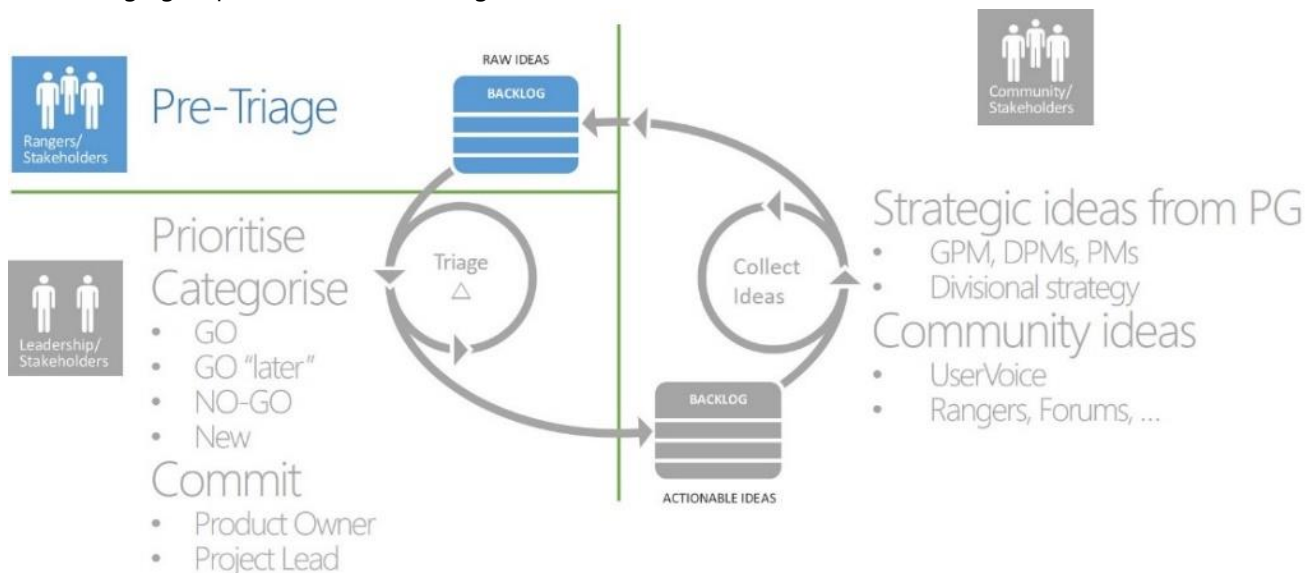 RAW IDEAS
BACKLOG
Pre-Triage
Rangers/
Stakeholders
Community/
Stakeholders
Prioritise
Categorise
• GO
• GO “later”
• NO-GO
• New
Commit
• Product Owner
• Project Lead
Leadership/
Stakeholders
Triage
△
Collect
Ideas
BACKLOG
ACTIONABLE IDEAS
Strategic ideas from PG
• GPM, DPMs, PMs
• Divisional strategy
Community ideas
• UserVoice
• Rangers, Forums, ...